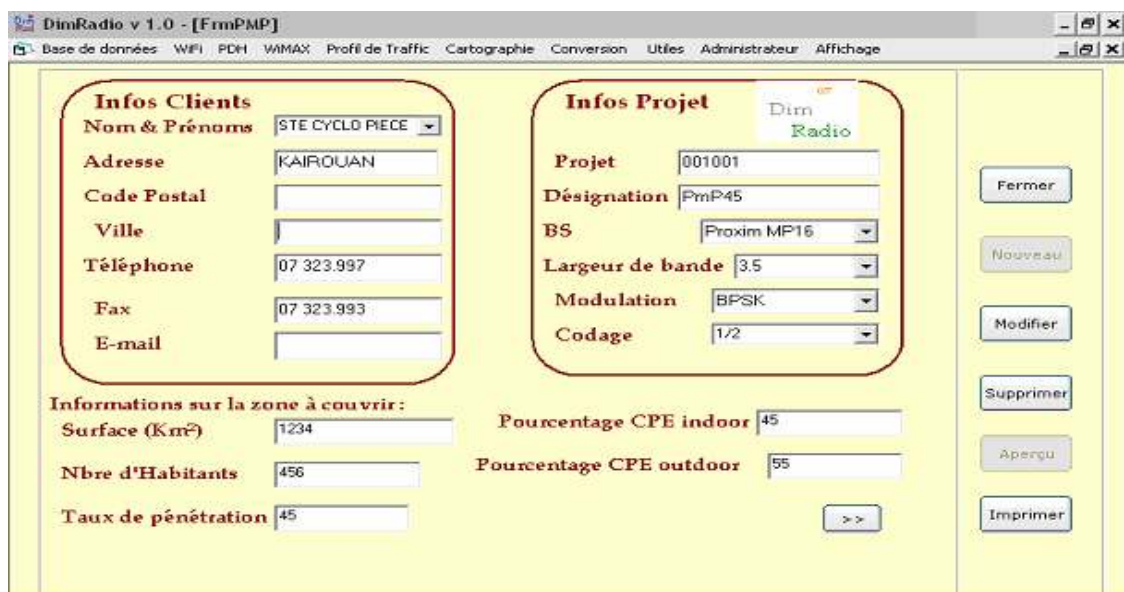 DimRadio v 1.0 - [FrmPMP]
Base de données WiFi PDH WiMAX Profil de Traffic Cartographie Conversion Utiles Administrateur Affichage
Infos Clients
Nom & Prénoms STE CYCLO PIECE
Adresse KAIROUAN
Code Postal
Ville
Téléphone 07 323.997
Fax 07 323.993
E-mail
Infos Projet
Dim
Radio
Projet 001001
Désignation PmP45
BS Proxim MP16
Largeur de bande 3.5
Modulation BPSK
Codage 1/2
Informations sur la zone à couvrir :
Surface (Km²) 1234
Nbre d'Habitants 456
Taux de pénétration 45
Pourcentage CPE indoor 45
Pourcentage CPE outdoor 55
>>
Fermer
Nouveau
Modifier
Supprimer
Aperçu
Imprimer